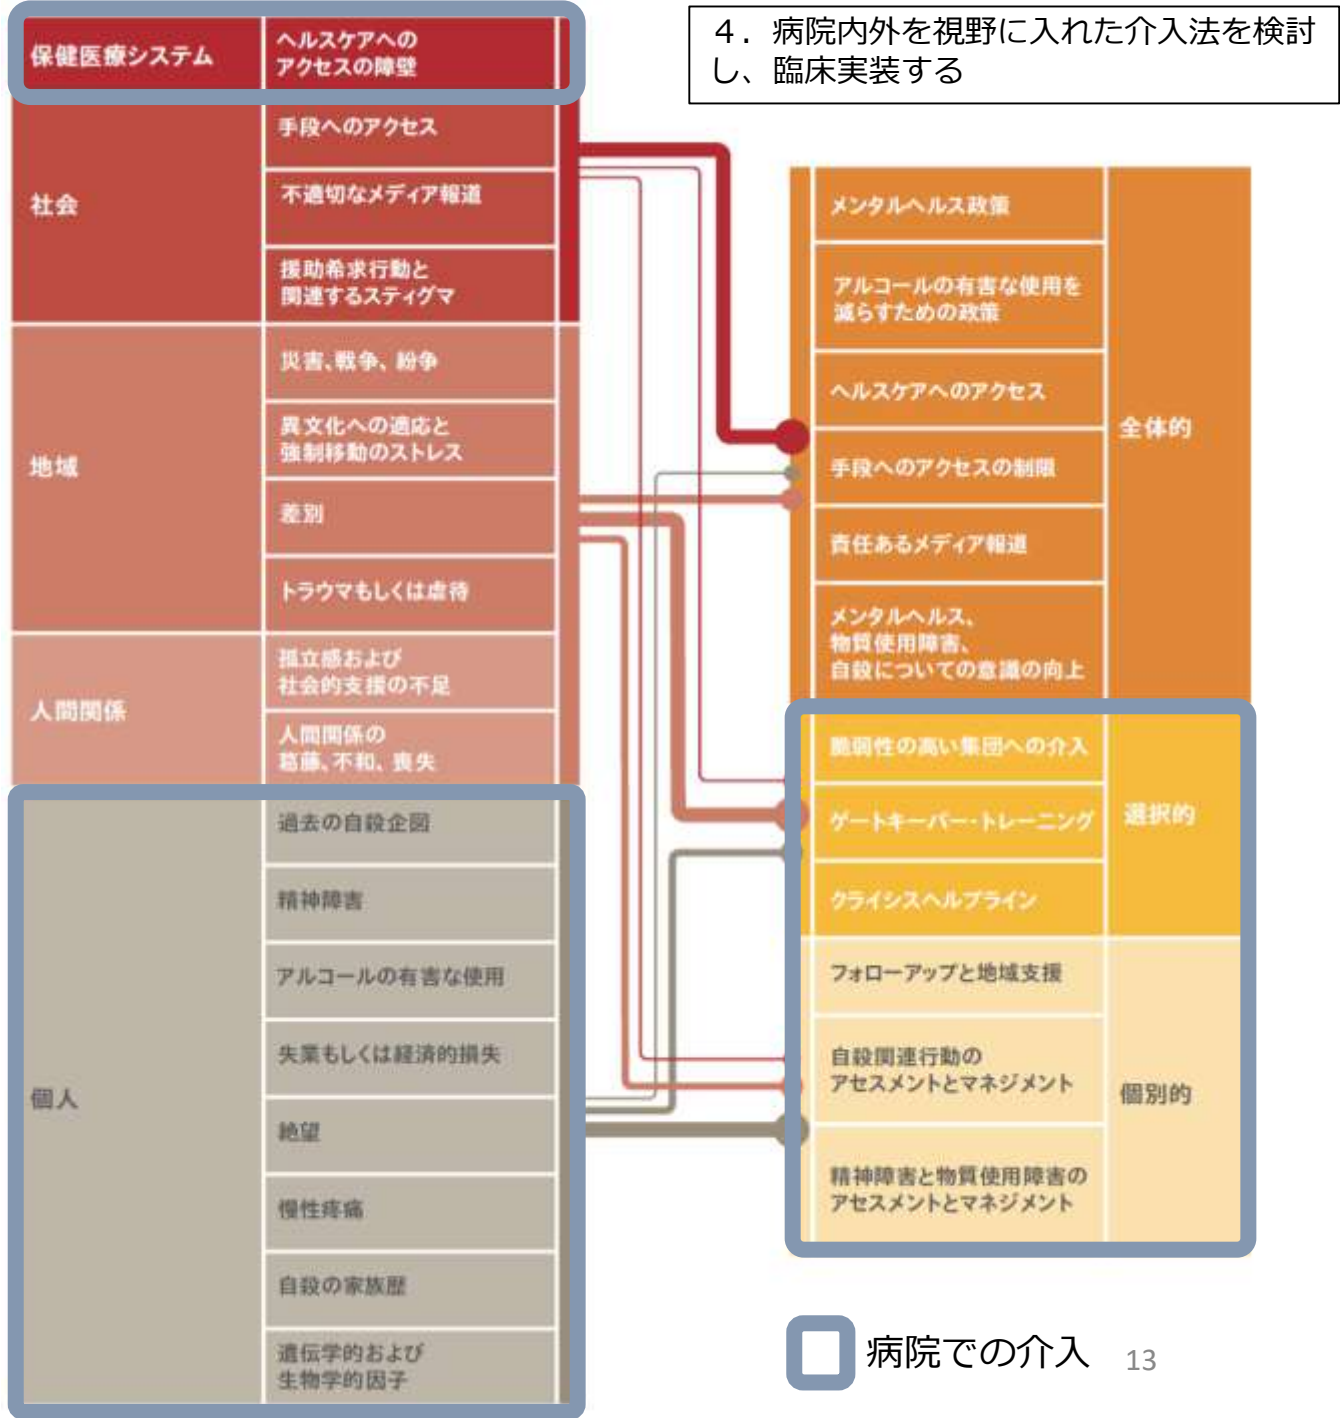 ４．病院内外を視野に入れた介入法を検討
し、臨床実装する
保健医療システム
ヘルスケアへの
アクセスの障壁
社会
手段へのアクセス
不適切なメディア報道
援助希求行動と
関連するスティグマ
地域
災害、戦争、紛争
異文化への適応と
強制移動のストレス
差別
トラウマもしくは虐待
人間関係
孤立感および
社会的支援の不足
人間関係の
葛藤、不和、喪失
個人
過去の自殺企図
精神障害
アルコールの有害な使用
失業もしくは経済的損失
絶望
慢性疼痛
自殺の家族歴
遺伝学的および
生物学的因子
メンタルヘルス政策
アルコールの有害な使用を
減らすための政策
ヘルスケアへのアクセス
手段へのアクセスの制限
責任あるメディア報道
メンタルヘルス、
物質使用障害、
自殺についての意識の向上
全体的
脆弱性の高い集団への介入
ゲートキーパー・トレーニング
クライシスヘルプライン
選択的
フォローアップと地域支援
自殺関連行動の
アセスメントとマネジメント
精神障害と物質使用障害の
アセスメントとマネジメント
個別的
病院での介入
13